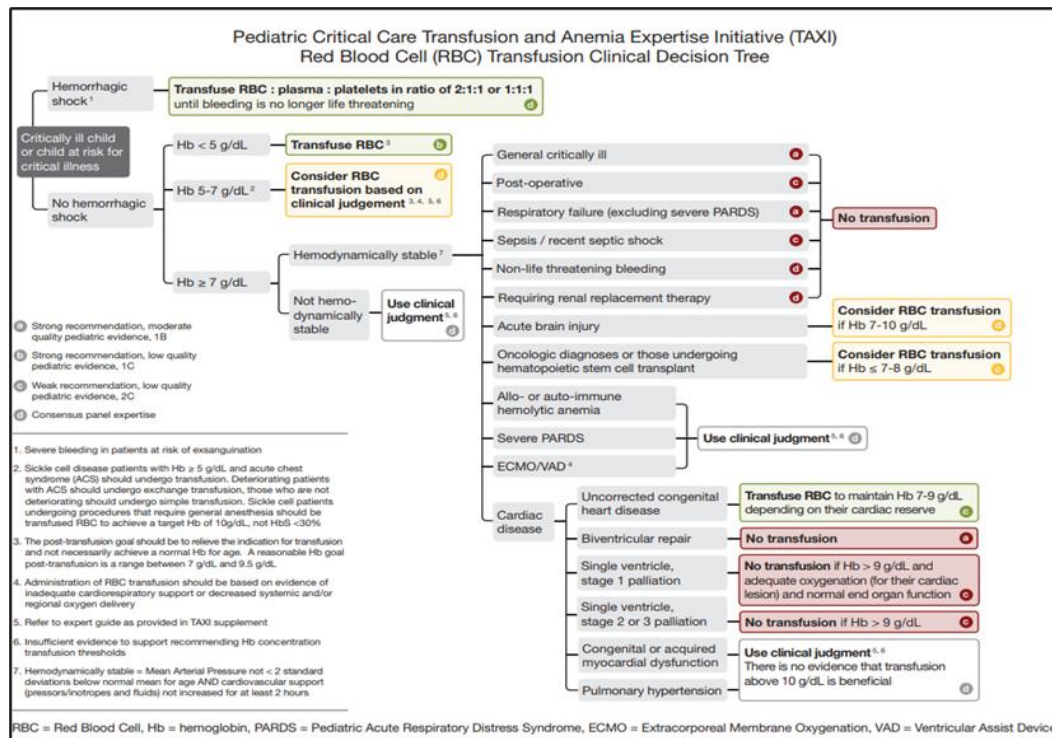 Pediatric Critical Care Transfusion and Anemia Expertise Initiative (TAXI)
Red Blood Cell (RBC) Transfusion Clinical Decision Tree
Critically ill child
or child at risk for
critical illness
Hemorrhagic
shock 1
Transfuse RBC : plasma : platelets in ratio of 2:1:1 or 1:1:1
until bleeding is no longer life threatening
d
No hemorrhagic
shock
Hb < 5 g/dL
Transfuse RBC 3
b
Hb 5-7 g/dL 2
Consider RBC
transfusion based on
clinical judgement 3, 4, 5, 6
d
Hb ≥ 7 g/dL
Hemodynamically stable 7
Not hemo-
dynamically
stable
Use clinical
judgment 5, 6
d
General critically ill
a
Post-operative
c
Respiratory failure (excluding severe PARDS)
a
Sepsis / recent septic shock
c
Non-life threatening bleeding
d
Requiring renal replacement therapy
d
No transfusion
Acute brain injury
Consider RBC transfusion
if Hb 7-10 g/dL
d
Oncologic diagnoses or those undergoing
hematopoietic stem cell transplant
Consider RBC transfusion
if Hb ≤ 7-8 g/dL
c
Allo- or auto-immune
hemolytic anemia
Severe PARDS
ECMO/VAD 4
Use clinical judgment 5, 6
d
Cardiac
disease
Uncorrected congenital
heart disease
Transfuse RBC to maintain Hb 7-9 g/dL
depending on their cardiac reserve
c
Biventricular repair
No transfusion
a
Single ventricle,
stage 1 palliation
No transfusion if Hb > 9 g/dL and
adequate oxygenation (for their cardiac
lesion) and normal end organ function
c
Single ventricle,
stage 2 or 3 palliation
No transfusion if Hb > 9 g/dL
c
Congenital or acquired
myocardial dysfunction
Pulmonary hypertension
Use clinical judgment 5, 6
There is no evidence that transfusion
above 10 g/dL is beneficial
d
a Strong recommendation, moderate
quality pediatric evidence, 1B
b Strong recommendation, low quality
pediatric evidence, 1C
c Weak recommendation, low quality
pediatric evidence, 2C
d Consensus panel expertise
1. Severe bleeding in patients at risk of exsanguination
2. Sickle cell disease patients with Hb ≥ 5 g/dL and acute chest
syndrome (ACS) should undergo transfusion. Deteriorating patients
with ACS should undergo exchange transfusion, those who are not
deteriorating should undergo simple transfusion. Sickle cell patients
undergoing procedures that require general anesthesia should be
transfused RBC to achieve a target Hb of 10g/dL, not HbS <30%
3. The post-transfusion goal should be to relieve the indication for transfusion
and not necessarily achieve a normal Hb for age. A reasonable Hb goal
post-transfusion is a range between 7 g/dL and 9.5 g/dL
4. Administration of RBC transfusion should be based on evidence of
inadequate cardiorespiratory support or decreased systemic and/or
regional oxygen delivery
5. Refer to expert guide as provided in TAXI supplement
6. Insufficient evidence to support recommending Hb concentration
transfusion thresholds
7. Hemodynamically stable = Mean Arterial Pressure not < 2 standard
deviations below normal mean for age AND cardiovascular support
(pressors/inotropes and fluids) not increased for at least 2 hours
RBC = Red Blood Cell, Hb = hemoglobin, PARDS = Pediatric Acute Respiratory Distress Syndrome, ECMO = Extracorporeal Membrane Oxygenation, VAD = Ventricular Assist Device